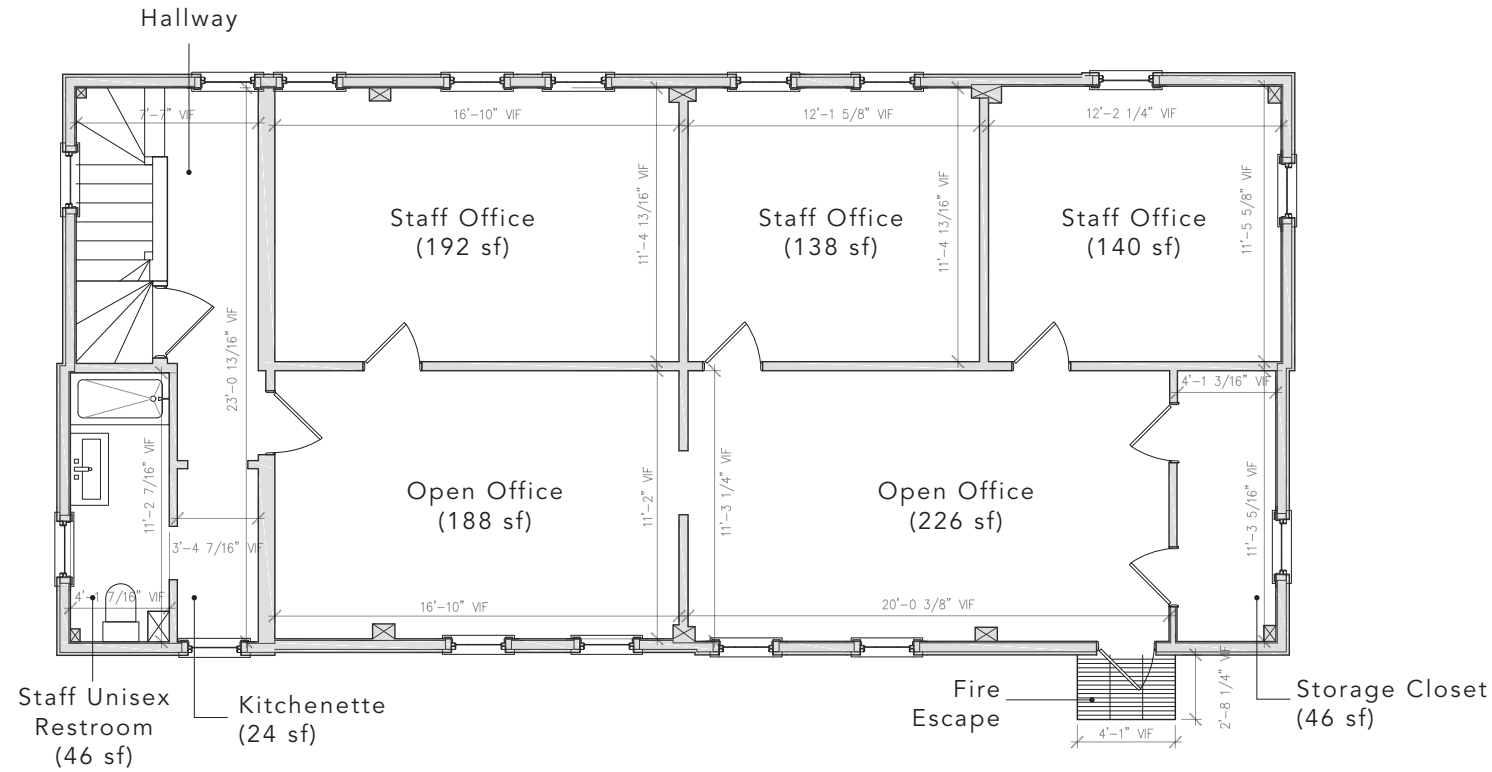 Hallway
7'-7" VIF
16'-10" VIF
12'-1 5/8" VIF
12'-2 1/4" VIF
Staff Office
(192 sf)
11'-4 13/16" VIF
Staff Office
(138 sf)
11'-4 13/16" VIF
Staff Office
(140 sf)
11'-5 5/8" VIF
23'-0 13/16" VIF
4'-1 3/16" VIF
11'-2 7/16" VIF
Open Office
(188 sf)
11'-2" VIF
11'-3 1/4" VIF
Open Office
(226 sf)
11'-3 5/16" VIF
3'-4 7/16" VIF
4'-1 7/16" VIF
16'-10" VIF
20'-0 3/8" VIF
Staff Unisex
Restroom
(46 sf)
Kitchenette
(24 sf)
Fire
Escape
4'-1" VIF
2'-8 1/4" VIF
Storage Closet
(46 sf)